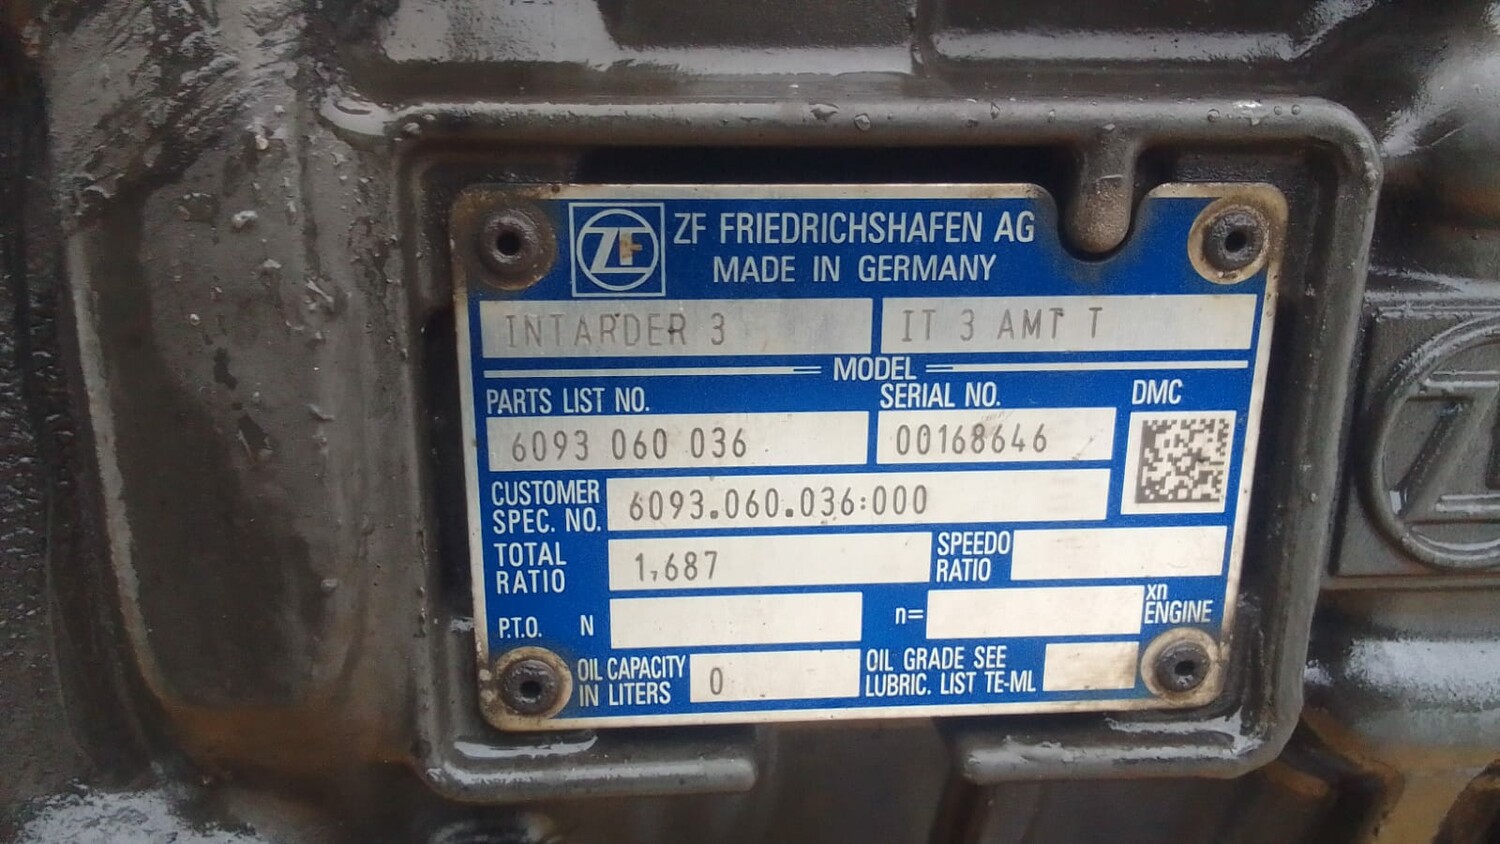 ZF ZF FRIEDRICHSHAFEN AG
MADE IN GERMANY
INTARDER 3 IT 3 AMT T
MODEL
PARTS LIST NO. SERIAL NO. DMC
6093 060 036 00168646
CUSTOMER SPEC. NO. 6093.060.036:000
TOTAL RATIO 1,687 SPEEDO RATIO
P.T.O. N n= xn ENGINE
OIL CAPACITY IN LITERS 0 OIL GRADE SEE LUBRIC. LIST TE-ML